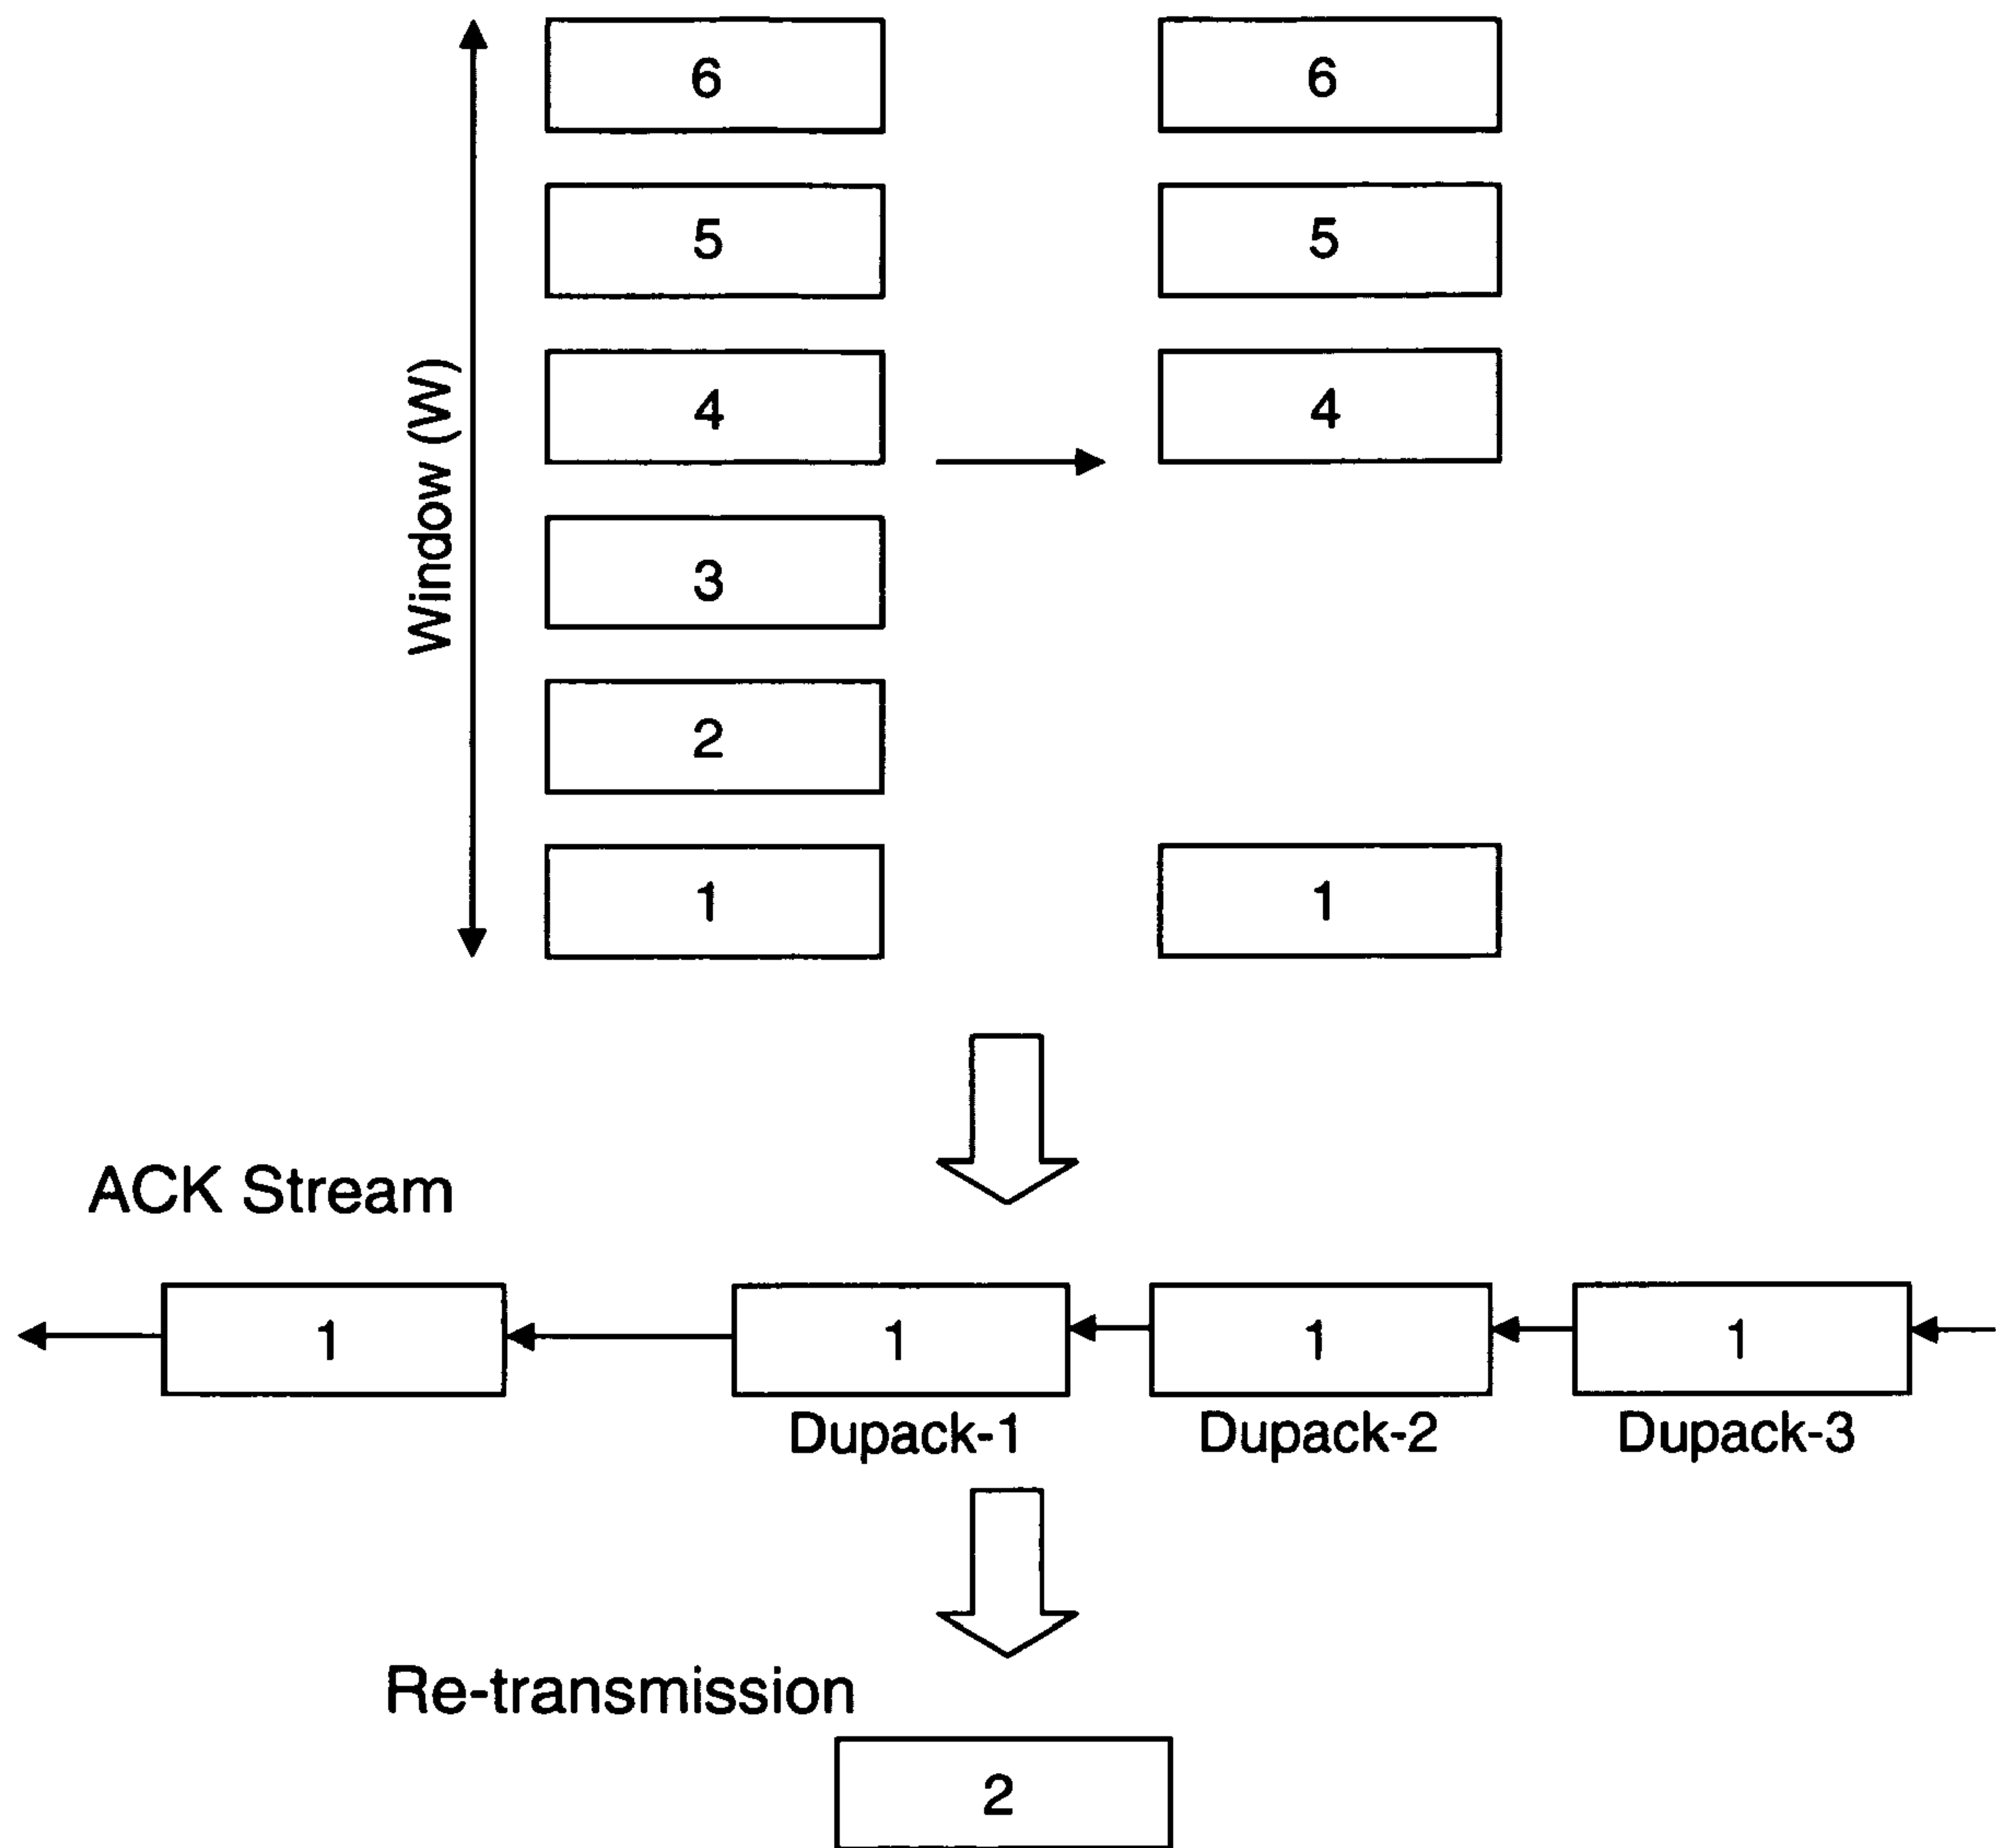 6 6
5 5
4 4
Window (W)
3
2
1 1
ACK Stream
1 1 1 1
Dupack-1 Dupack-2 Dupack-3
Re-transmission
2